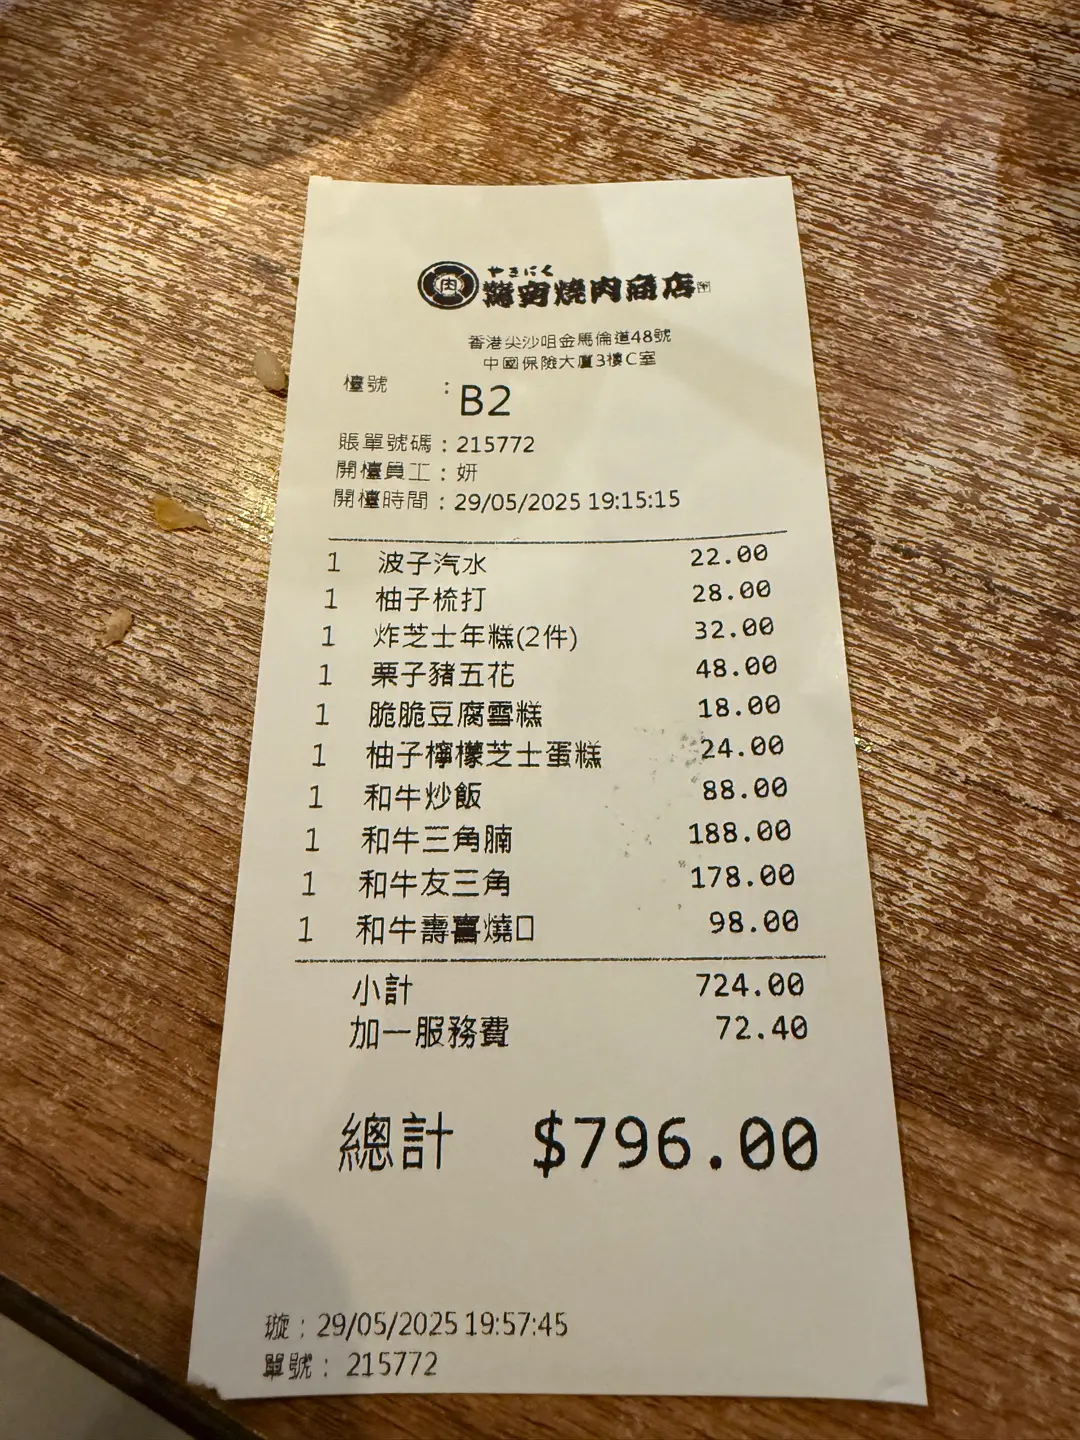 肉
やきにく
燒肉商店
香港尖沙咀金馬倫道48號
中國保險大廈3樓C室
檯號 : B2
賬單號碼 : 215772
開檯員工 : 妍
開檯時間 : 29/05/2025 19:15:15
1 波子汽水 22.00
1 柚子梳打 28.00
1 炸芝士年糕(2件) 32.00
1 栗子豬五花 48.00
1 脆脆豆腐雪糕 18.00
1 柚子檸檬芝士蛋糕 24.00
1 和牛炒飯 88.00
1 和牛三角腩 188.00
1 和牛友三角 178.00
1 和牛壽喜燒口 98.00
小計 724.00
加一服務費 72.40
總計 $796.00
璇 : 29/05/2025 19:57:45
單號 : 215772